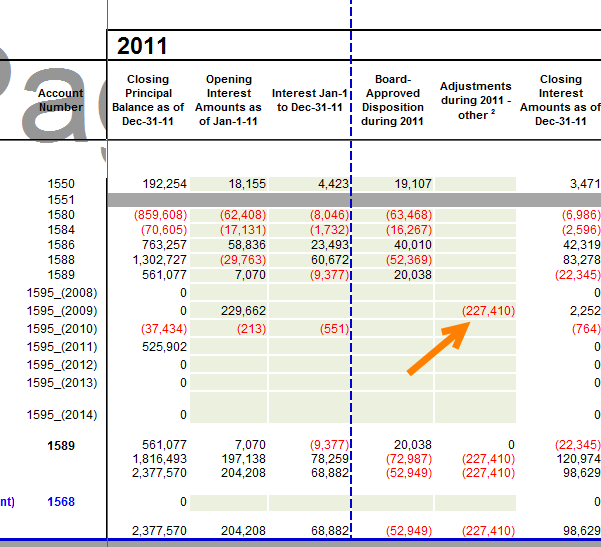 2011
Account Number Closing Principal Balance as of Dec-31-11 Opening Interest Amounts as of Jan-1-11 Interest Jan-1 to Dec-31-11 Board-Approved Disposition during 2011 Adjustments during 2011 - other 2 Closing Interest Amounts as of Dec-31-11
1550 192,254 18,155 4,423 19,107 3,471
1551
1580 (859,608) (62,408) (8,046) (63,468) (6,986)
1584 (70,605) (17,131) (1,732) (16,267) (2,596)
1586 763,257 58,836 23,493 40,010 42,319
1588 1,302,727 (29,763) 60,672 (52,369) 83,278
1589 561,077 7,070 (9,377) 20,038 (22,345)
1595_(2008) 0 0
1595_(2009) 0 229,662 (227,410) 2,252
1595_(2010) (37,434) (213) (551) (764)
1595_(2011) 525,902 0
1595_(2012) 0 0
1595_(2013) 0 0
1595_(2014) 0 0
1589 561,077 7,070 (9,377) 20,038 0 (22,345)
1,816,493 197,138 78,259 (72,987) (227,410) 120,974
2,377,570 204,208 68,882 (52,949) (227,410) 98,629
nt) 1568 0 0
2,377,570 204,208 68,882 (52,949) (227,410) 98,629